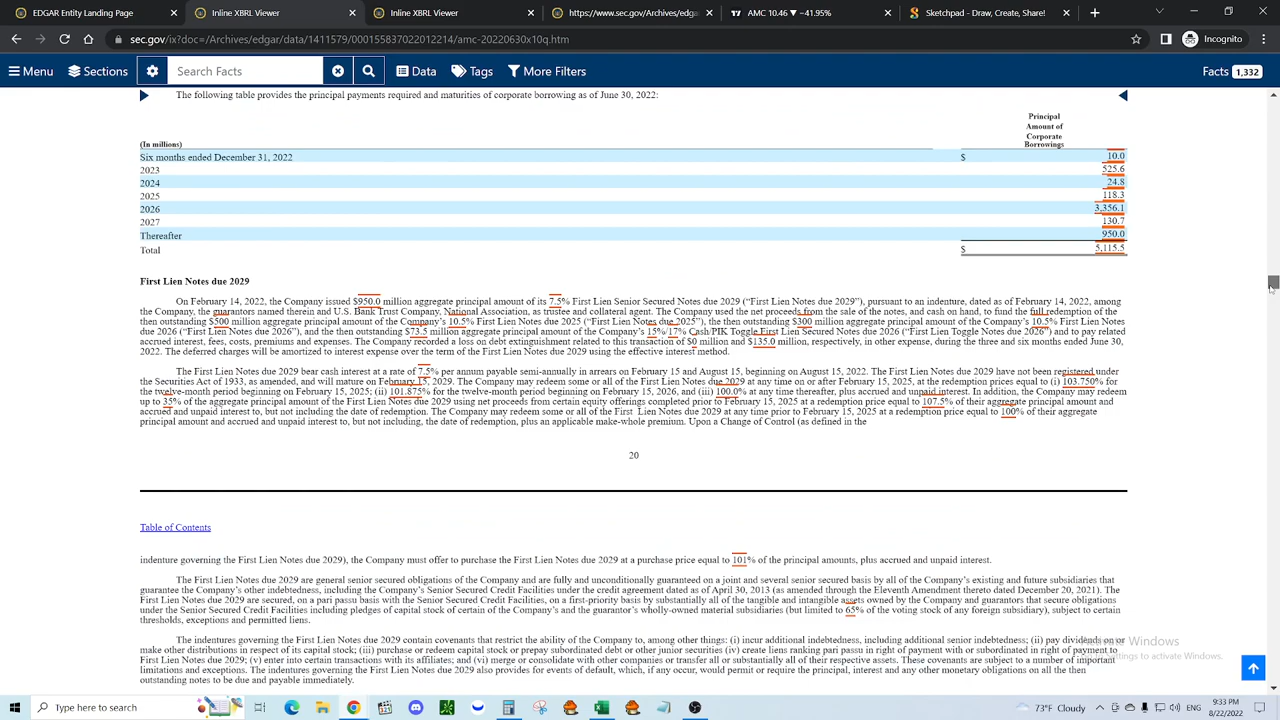 AMC Entertainment Holding
Inline XBRL Viewer
Inline XBRL Viewer
https://www.sec.gov/Archives/edgar/
AMC 10.46 ▼ −41.95%
Sketchpad - Draw, Create, Share!
sec.gov/ix?doc=/Archives/edgar/data/1411579/000155837022012214/amc-20220630x10q.htm
Incognito
Menu
Sections
Search Facts
Data
Tags
More Filters
Facts 1,332
The following table provides the principal payments required and maturities of corporate borrowing as of June 30, 2022:
Principal
Amount of
Corporate
(In millions) Borrowings
Six months ended December 31, 2022 $ 10.0
2023 525.6
2024 24.8
2025 118.3
2026 3,356.1
2027 130.7
Thereafter 950.0
Total $ 5,115.5
First Lien Notes due 2029
On February 14, 2022, the Company issued $950.0 million aggregate principal amount of its 7.5% First Lien Senior Secured Notes due 2029 (“First Lien Notes due 2029”), pursuant to an indenture, dated as of February 14, 2022, among
the Company, the guarantors named therein and U.S. Bank Trust Company, National Association, as trustee and collateral agent. The Company used the net proceeds from the sale of the notes, and cash on hand, to fund the full redemption of the
then outstanding $500 million aggregate principal amount of the Company’s 10.5% First Lien Notes due 2025 (“First Lien Notes due 2025”), the then outstanding $300 million aggregate principal amount of the Company’s 10.5% First Lien Notes
due 2026 (“First Lien Notes due 2026”), and the then outstanding $73.5 million aggregate principal amount of the Company’s 15%/17% Cash/PIK Toggle First Lien Secured Notes due 2026 (“First Lien Toggle Notes due 2026”) and to pay related
accrued interest, fees, costs, premiums and expenses. The Company recorded a loss on debt extinguishment related to this transaction of $0 million and $135.0 million, respectively, in other expense, during the three and six months ended June 30,
2022. The deferred charges will be amortized to interest expense over the term of the First Lien Notes due 2029 using the effective interest method.
The First Lien Notes due 2029 bear cash interest at a rate of 7.5% per annum payable semi-annually in arrears on February 15 and August 15, beginning on August 15, 2022. The First Lien Notes due 2029 have not been registered under
the Securities Act of 1933, as amended, and will mature on February 15, 2029. The Company may redeem some or all of the First Lien Notes due 2029 at any time on or after February 15, 2025, at the redemption prices equal to (i) 103.750% for
the twelve-month period beginning on February 15, 2025; (ii) 101.875% for the twelve-month period beginning on February 15, 2026, and (iii) 100.0% at any time thereafter, plus accrued and unpaid interest. In addition, the Company may redeem
up to 35% of the aggregate principal amount of the First Lien Notes due 2029 using net proceeds from certain equity offerings completed prior to February 15, 2025 at a redemption price equal to 107.5% of their aggregate principal amount and
accrued and unpaid interest to, but not including the date of redemption. The Company may redeem some or all of the First Lien Notes due 2029 at any time prior to February 15, 2025 at a redemption price equal to 100% of their aggregate
principal amount and accrued and unpaid interest to, but not including, the date of redemption, plus an applicable make-whole premium. Upon a Change of Control (as defined in the
20
Table of Contents
indenture governing the First Lien Notes due 2029), the Company must offer to purchase the First Lien Notes due 2029 at a purchase price equal to 101% of the principal amounts, plus accrued and unpaid interest.
The First Lien Notes due 2029 are general senior secured obligations of the Company and are fully and unconditionally guaranteed on a joint and several senior secured basis by all of the Company’s existing and future subsidiaries that
guarantee the Company’s other indebtedness, including the Company’s Senior Secured Credit Facilities under the credit agreement dated as of April 30, 2013 (as amended through the Eleventh Amendment thereto dated December 20, 2021). The
First Lien Notes due 2029 are secured, on a pari passu basis with the Senior Secured Credit Facilities, on a first-priority basis by substantially all of the tangible and intangible assets owned by the Company and guarantors that secure obligations
under the Senior Secured Credit Facilities including pledges of capital stock of certain of the Company’s and the guarantor’s wholly-owned material subsidiaries (but limited to 65% of the voting stock of any foreign subsidiary), subject to certain
thresholds, exceptions and permitted liens.
The indentures governing the First Lien Notes due 2029 contain covenants that restrict the ability of the Company to, among other things: (i) incur additional indebtedness, including additional senior indebtedness; (ii) pay dividends or
make other distributions in respect of its capital stock; (iii) purchase or redeem capital stock or prepay subordinated debt or other junior securities (iv) create liens ranking pari passu in right of payment with or subordinated in right of payment to
First Lien Notes due 2029; (v) enter into certain transactions with its affiliates; and (vi) merge or consolidate with other companies or transfer all or substantially all of their respective assets. These covenants are subject to a number of important
limitations and exceptions. The indentures governing the First Lien Notes due 2029 also provides for events of default, which, if any occur, would permit or require the principal, interest and any other monetary obligations on all the then
outstanding notes to be due and payable immediately.
Activate Windows
Go to Settings to activate Windows.
Type here to search
73°F Cloudy
9:33 PM
8/22/2022